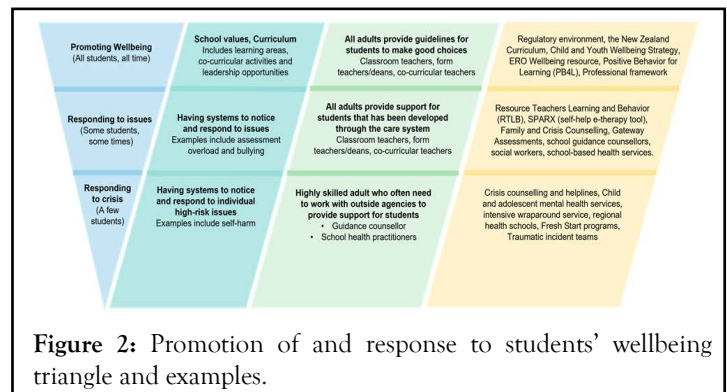 Promoting Wellbeing
(All students, all time)
School values, Curriculum
Includes learning areas,
co-curricular activities and
leadership opportunities
All adults provide guidelines for
students to make good choices
Classroom teachers, form
teachers/deans, co-curricular teachers
Regulatory environment, the New Zealand
Curriculum, Child and Youth Wellbeing Strategy,
ERO Wellbeing resource, Positive Behavior for
Learning (PB4L), Professional framework
Responding to issues
(Some students,
some times)
Having systems to notice
and respond to issues
Examples include assessment
overload and bullying
All adults provide support for
students that has been developed
through the care system
Classroom teachers, form
teachers/deans, co-curricular teachers
Resource Teachers Learning and Behavior
(RTLB), SPARX (self-help e-therapy tool),
Family and Crisis Counselling, Gateway
Assessments, school guidance counsellors,
social workers, school-based health services.
Responding
to crisis
(A few
students)
Having systems to notice
and respond to individual
high-risk issues
Examples include self-harm
Highly skilled adult who often need
to work with outside agencies to
provide support for students
• Guidance counsellor
• School health practitioners
Crisis counselling and helplines, Child
and adolescent mental health services,
intensive wraparound service, regional
health schools, Fresh Start programs,
Traumatic incident teams
Figure 2: Promotion of and response to students' wellbeing
triangle and examples.